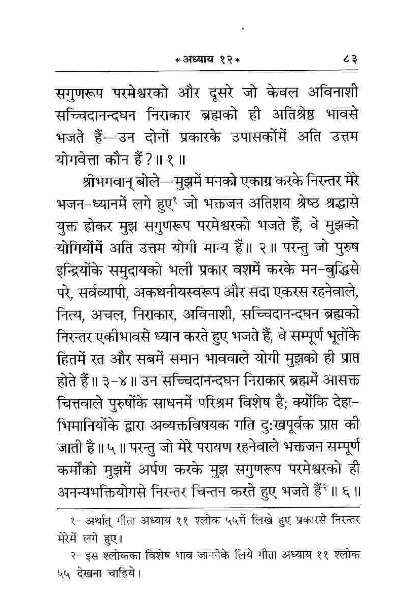 *अध्याय १२*
८३
सगुणरूप परमेश्वरको और दूसरे जो केवल अविनाशी
सच्चिदानन्दघन निराकार ब्रह्मको ही अतिश्रेष्ठ भावसे
भजते हैं—उन दोनों प्रकारके उपासकोंमें अति उत्तम
योगवेत्ता कौन हैं?॥१॥
श्रीभगवान् बोले—मुझमें मनको एकाग्र करके निरन्तर मेरे
भजन-ध्यानमें लगे हुए१ जो भक्तजन अतिशय श्रेष्ठ श्रद्धासे
युक्त होकर मुझ सगुणरूप परमेश्वरको भजते हैं, वे मुझको
योगियोंमें अति उत्तम योगी मान्य हैं॥ २॥ परन्तु जो पुरुष
इन्द्रियोंके समुदायको भली प्रकार वशमें करके मन-बुद्धिसे
परे, सर्वव्यापी, अकथनीयस्वरूप और सदा एकरस रहनेवाले,
नित्य, अचल, निराकार, अविनाशी, सच्चिदानन्दघन ब्रह्मको
निरन्तर एकीभावसे ध्यान करते हुए भजते हैं, वे सम्पूर्ण भूतोंके
हितमें रत और सबमें समान भाववाले योगी मुझको ही प्राप्त
होते हैं॥ ३-४॥ उन सच्चिदानन्दघन निराकार ब्रह्ममें आसक्त
चित्तवाले पुरुषोंके साधनमें परिश्रम विशेष है; क्योंकि देहा-
भिमानियोंके द्वारा अव्यक्तविषयक गति दुःखपूर्वक प्राप्त की
जाती है॥५॥ परन्तु जो मेरे परायण रहनेवाले भक्तजन सम्पूर्ण
कर्मोंको मुझमें अर्पण करके मुझ सगुणरूप परमेश्वरको ही
अनन्यभक्तियोगसे निरन्तर चिन्तन करते हुए भजते हैं२॥ ६॥
१- अर्थात् गीता अध्याय ११ श्लोक ५५में लिखे हुए प्रकारसे निरन्तर
मेरेमें लगे हुए।
२- इस श्लोकका विशेष भाव जाननेके लिये गीता अध्याय ११ श्लोक
५५ देखना चाहिये।